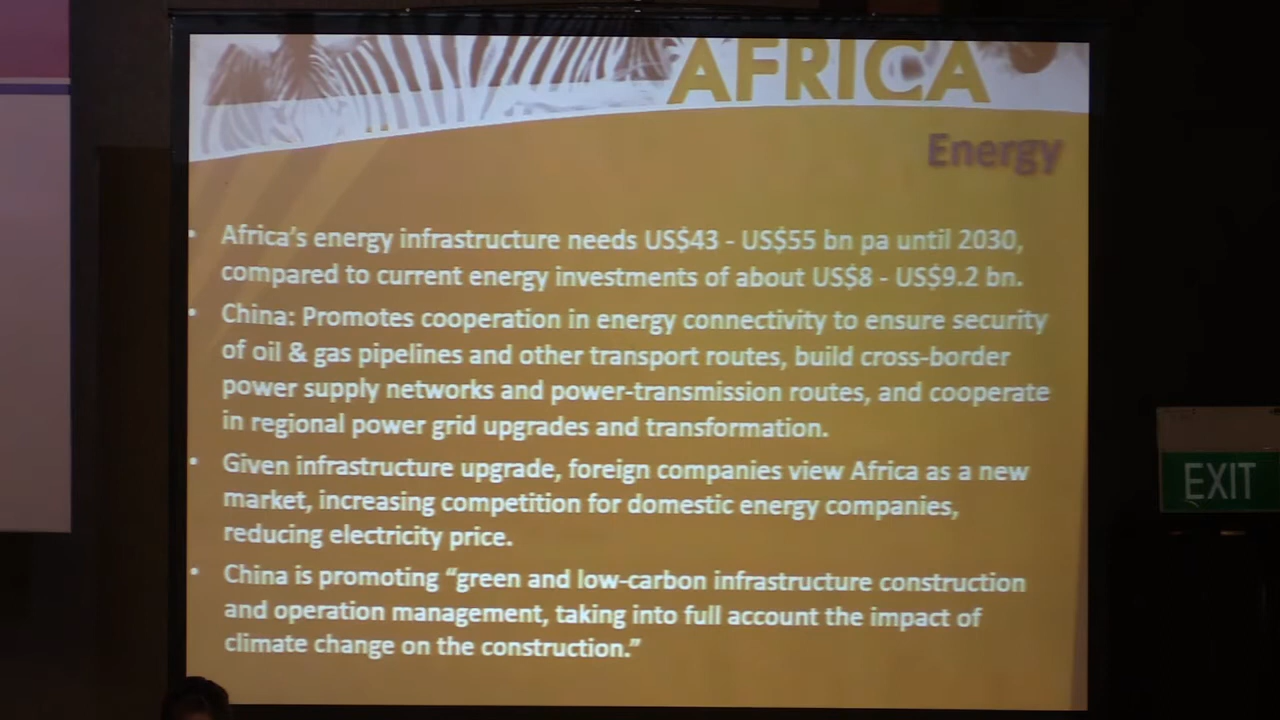 AFRICA
Energy
• Africa's energy infrastructure needs US$43 - US$55 bn pa until 2030,
compared to current energy investments of about US$8 - US$9.2 bn.
• China: Promotes cooperation in energy connectivity to ensure security
of oil & gas pipelines and other transport routes, build cross-border
power supply networks and power-transmission routes, and cooperate
in regional power grid upgrades and transformation.
• Given infrastructure upgrade, foreign companies view Africa as a new
market, increasing competition for domestic energy companies,
reducing electricity price.
• China is promoting “green and low-carbon infrastructure construction
and operation management, taking into full account the impact of
climate change on the construction.”
EXIT